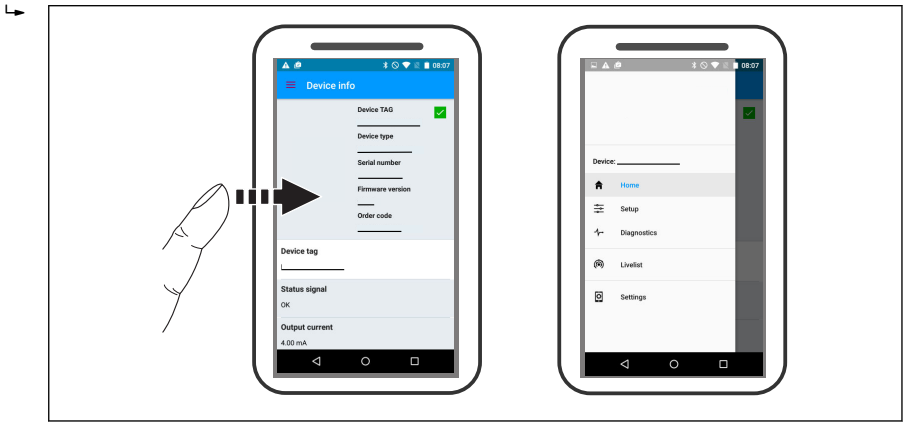 08:07
Device info
Device TAG
Device type
Serial number
Firmware version
Order code
Device tag
Status signal
OK
Output current
4.00 mA
08:07
Device:
Home
Setup
Diagnostics
Livelist
Settings